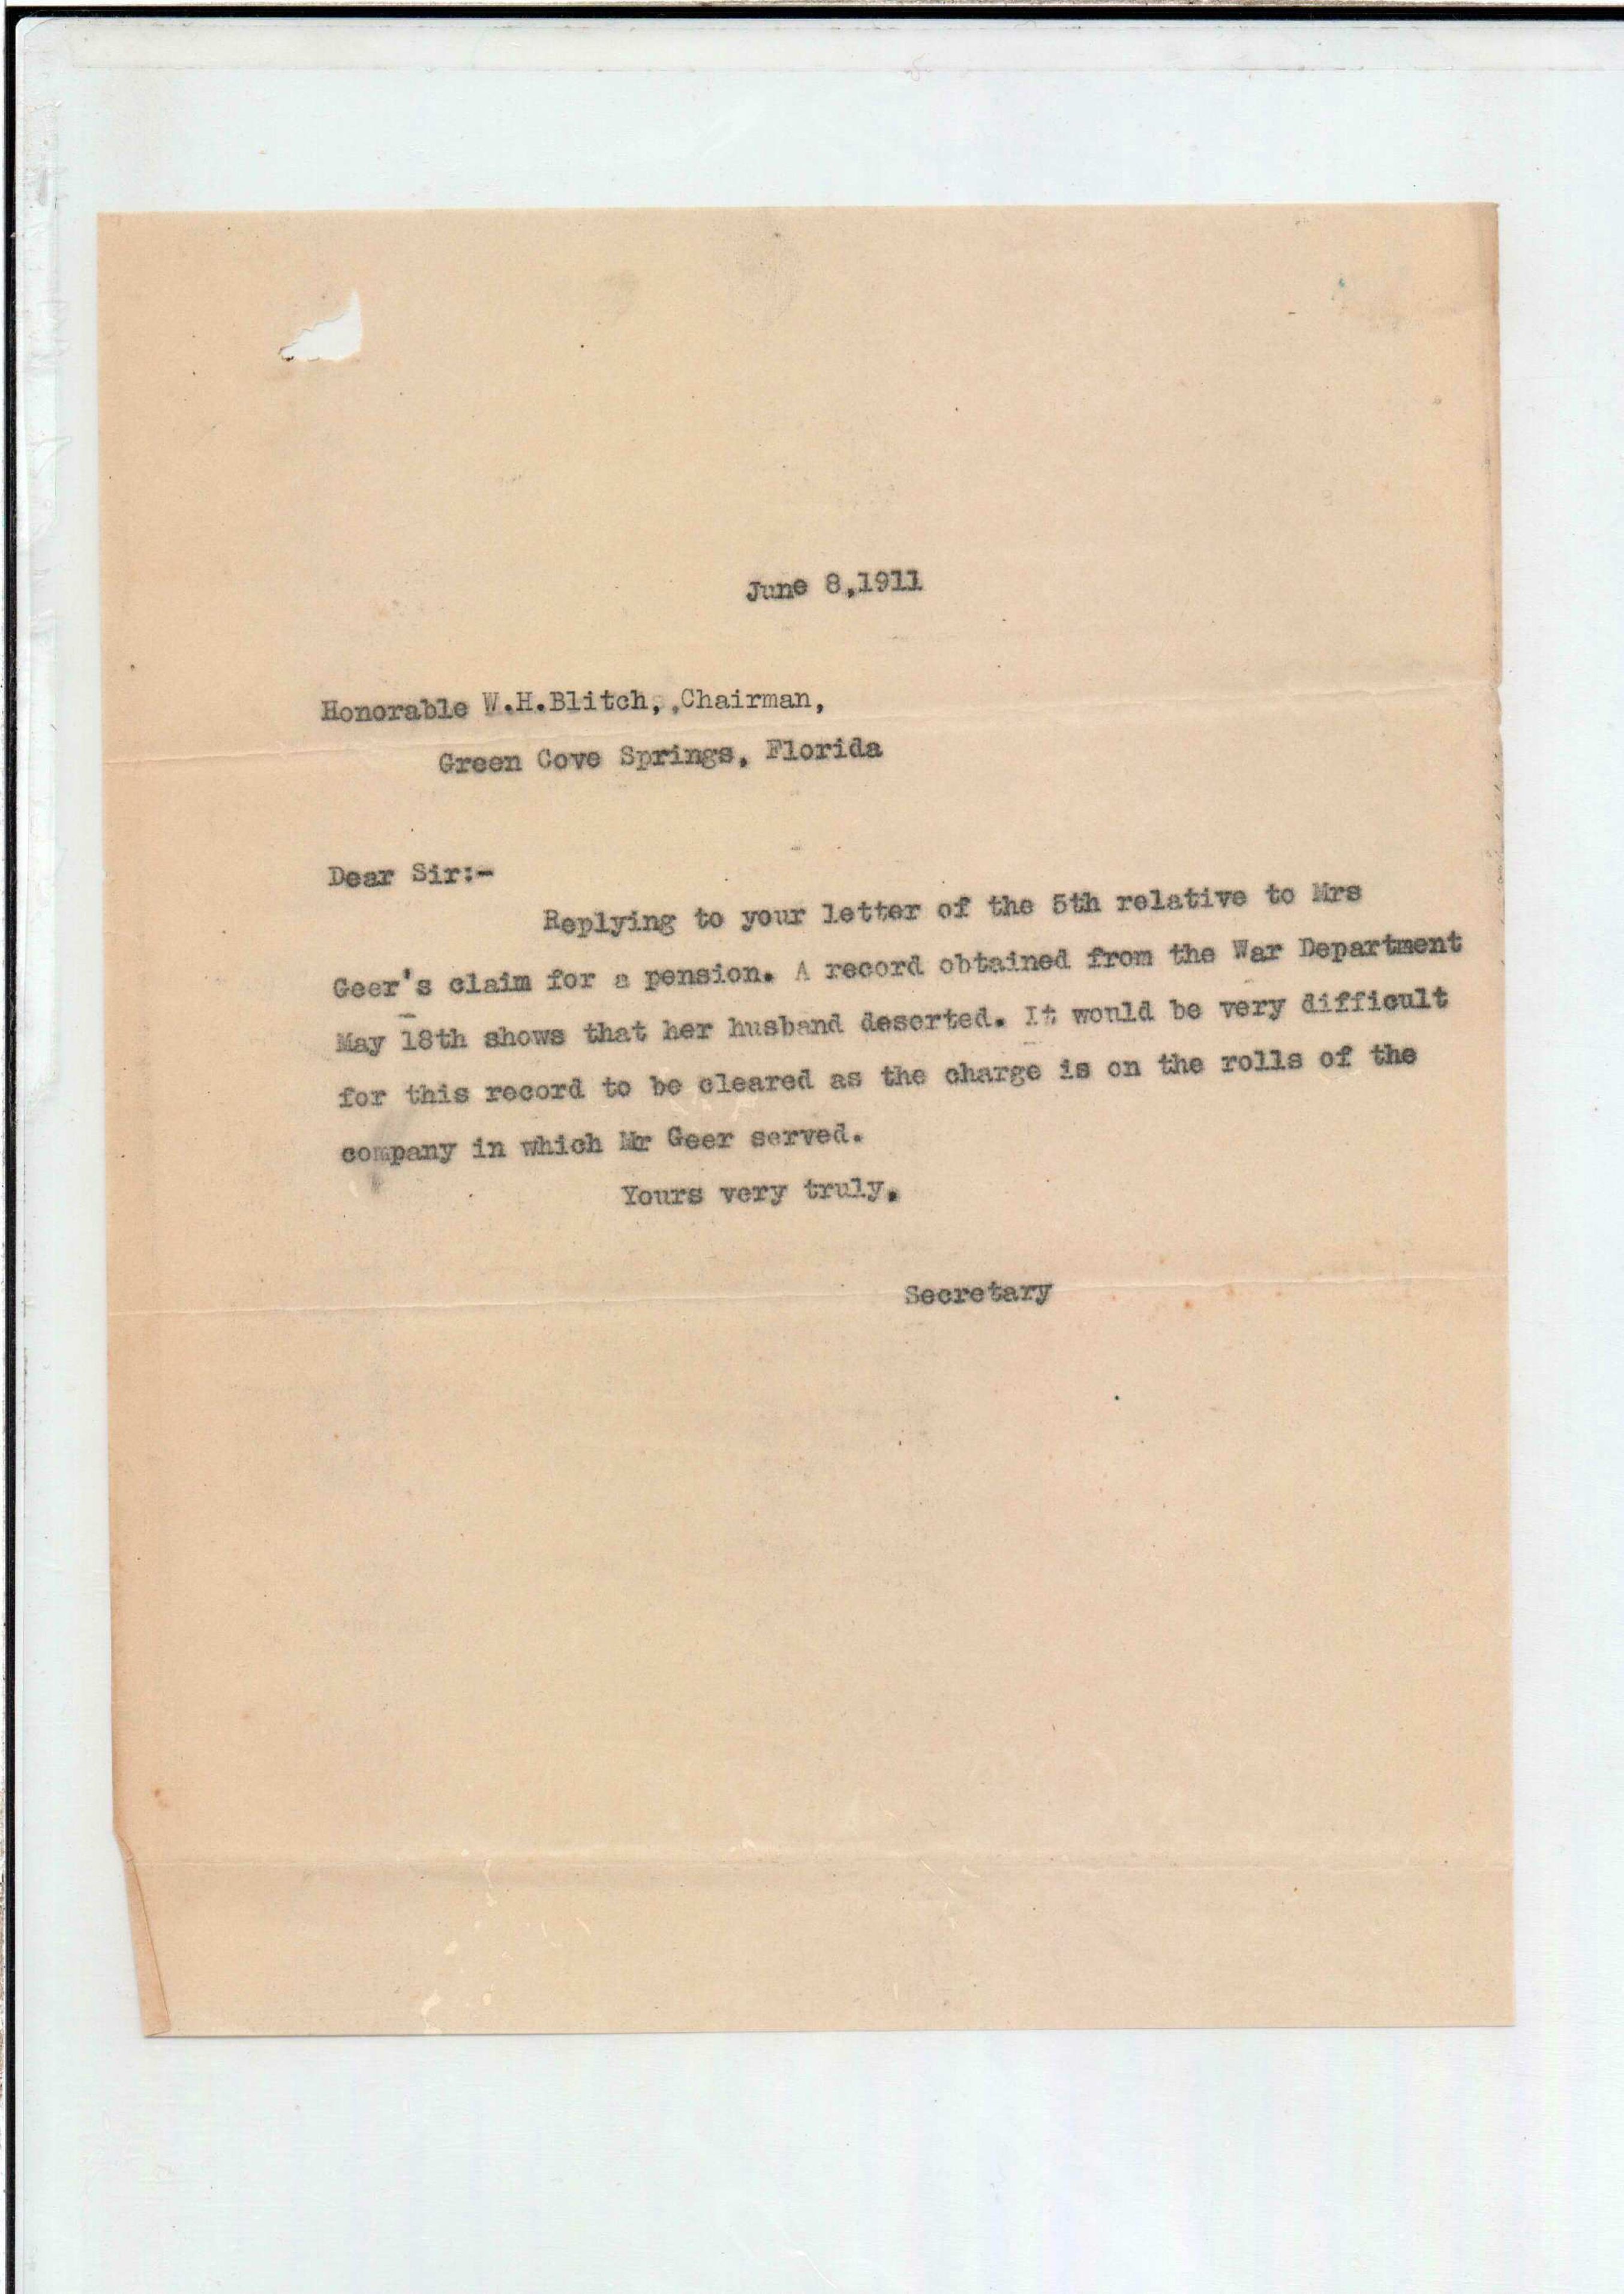 June 8,1911
Honorable W.H.Blitch, ,Chairman,
Green Cove Springs, Florida
Dear Sir:-
Replying to your letter of the 5th relative to Mrs
Geer's claim for a pension. A record obtained from the War Department
May 18th shows that her husband deserted. It would be very difficult
for this record to be cleared as the charge is on the rolls of the
company in which Mr Geer served.
Yours very truly,
Secretary